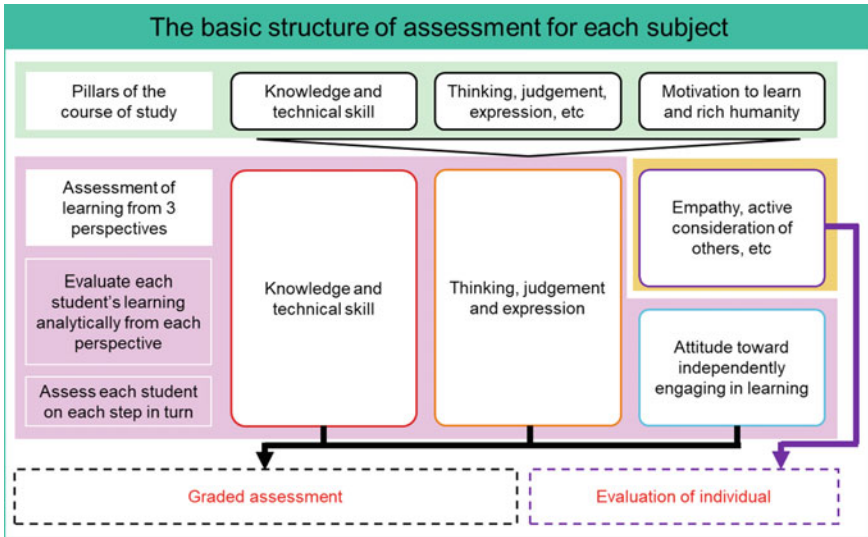 The basic structure of assessment for each subject
Pillars of the
course of study
Knowledge and
technical skill
Thinking, judgement,
expression, etc
Motivation to learn
and rich humanity
Assessment of
learning from 3
perspectives
Evaluate each
student's learning
analytically from each
perspective
Assess each student
on each step in turn
Knowledge and
technical skill
Thinking, judgement
and expression
Empathy, active
consideration of
others, etc
Attitude toward
independently
engaging in learning
Graded assessment
Evaluation of individual